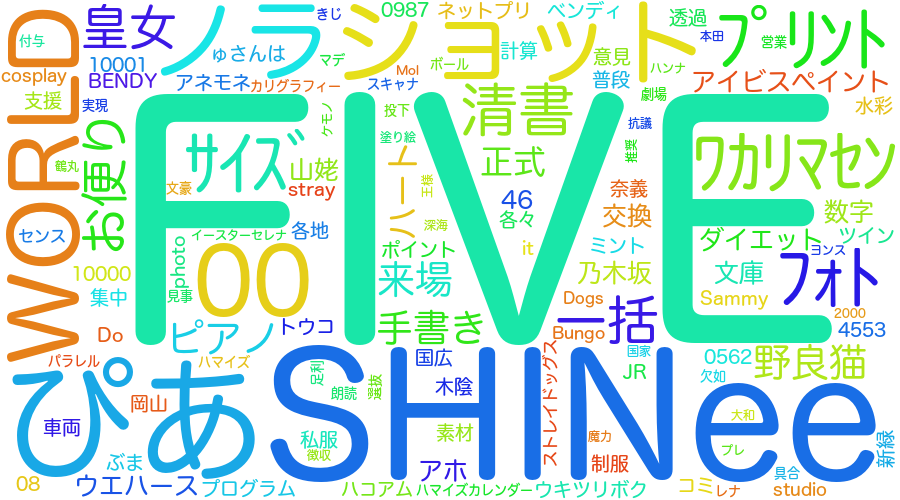 FIVE
SHINee
WORLD
ぴあ
00
ノラ
ショット
プリント
皇女
清書
ワカリマセン
サイズ
お便り
フォト
一括
来場
手書き
野良猫
ピアノ
ハート
正式
山姥
stray
46
各々
奈義
交換
乃木坂
文庫
ダイエット
数字
ツイン
ミント
アイビスペイント
水彩
ネットプリ
ベンディ
0987
きじ
透過
本田
営業
計算
意見
普段
ハンナ
劇場
付与
10001
BENDY
cosplay
支援
実現
ゅさんは
アネモネ
マデ
カリグラフィー
Mol
スキャナ
ボール
ケモノ
投下
塗り絵
抗議
推奨
鶴丸
文豪
王様
深海
センス
イースターセレナ
各地
ポイント
it
photo
見事
10000
集中
トウコ
Do
Dogs
Bungo
Sammy
ヨンス
2000
4553
パラレル
ハマイズ
国広
国家
0562
JR
欠如
足利
朗読
選抜
木陰
ストレイドッグス
岡山
車両
私服
徴収
素材
魔力
大和
プレ
新緑
ぶま
アホ
制服
具合
08
ウエハース
プログラム
ハコアム
ハマイズカレンダー
ウキツリボク
コミ
レナ
studio